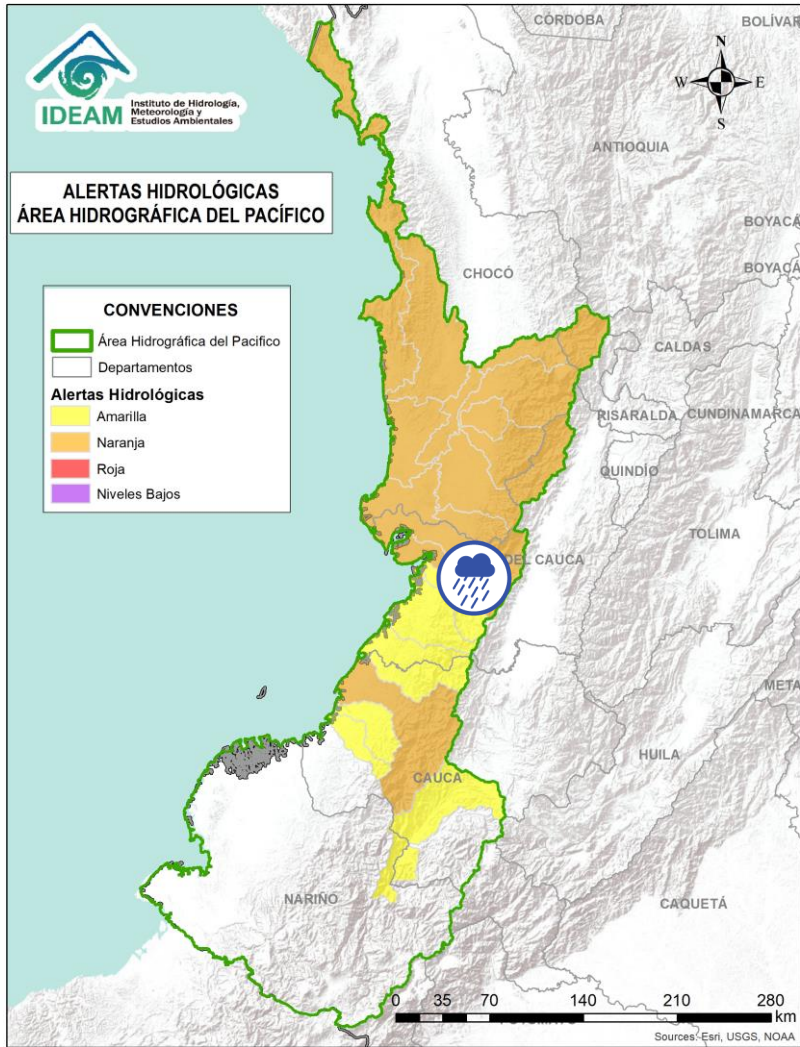 CÓRDOBA
BOLÍVAR
N
W
E
S
IDEAM
Instituto de Hidrología,
Meteorología y
Estudios Ambientales
ANTIOQUIA
ALERTAS HIDROLÓGICAS
ÁREA HIDROGRÁFICA DEL PACÍFICO
BOYACÁ
BOYACÁ
CHOCÓ
CONVENCIONES
Área Hidrográfica del Pacifico
Departamentos
Alertas Hidrológicas
Amarilla
Naranja
Roja
Niveles Bajos
CALDAS
RISARALDA
CUNDINAMARCA
QUINDÍO
TOLIMA
DEL CAUCA
META
HUILA
CAUCA
NARIÑO
CAQUETÁ
0 35 70 140 210 280
km
Sources: Esri, USGS, NOAA